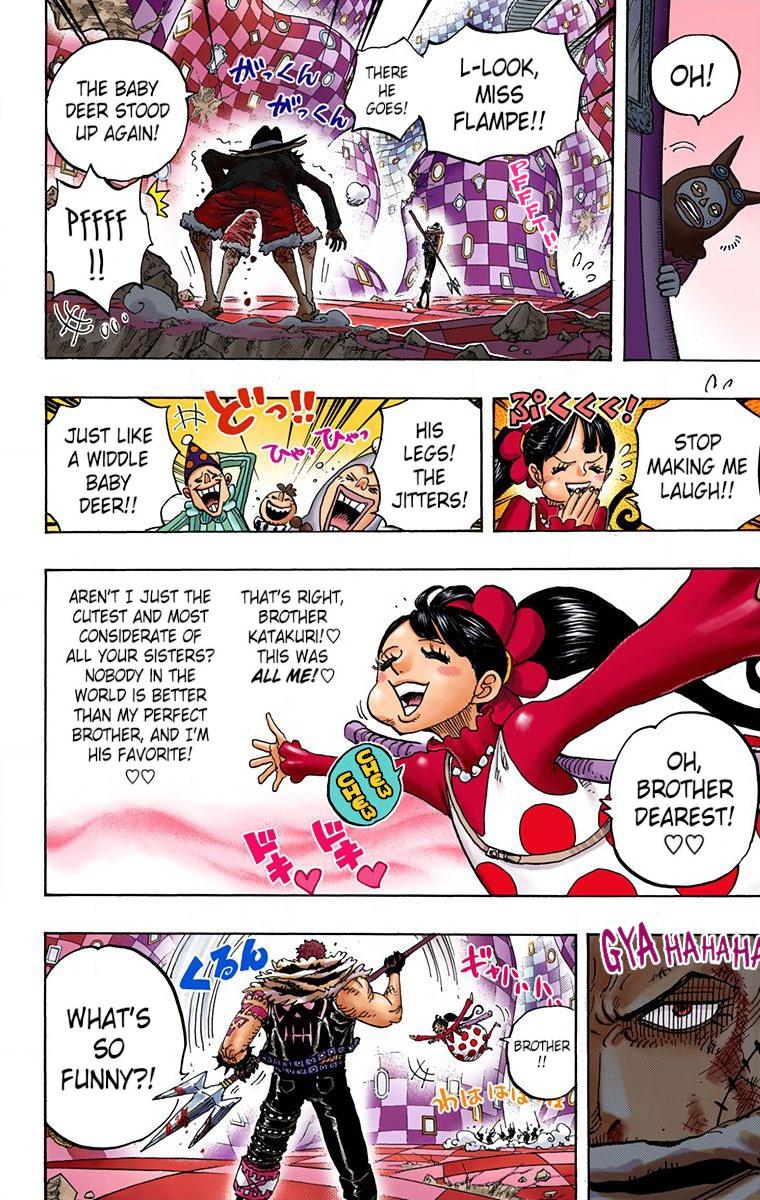 OH!
L-LOOK,
MISS
FLAMPE!!
THERE
HE
GOES!
PFFFFT!!
がっくん
がっくん
THE BABY
DEER STOOD
UP AGAIN!
PFFFF
!!
ぷくくく!
STOP
MAKING ME
LAUGH!!
HIS
LEGS!
THE
JITTERS!
どっ!!
ひゃっひゃっ
JUST LIKE
A WIDDLE
BABY
DEER!!
OH,
BROTHER
DEAREST!
♡♡
THAT'S RIGHT,
BROTHER
KATAKURI!♡
THIS WAS
ALL ME!♡
AREN'T I JUST THE
CUTEST AND MOST
CONSIDERATE OF
ALL YOUR SISTERS?
NOBODY IN THE
WORLD IS BETTER
THAN MY PERFECT
BROTHER, AND I'M
HIS FAVORITE!
♡♡
CHEW
CHEW
ドキ♥
ドキ♥
GYAHAHAHA
ギャハハハ
BROTHER
!!
わははははは
くるん
WHAT'S
SO
FUNNY?!